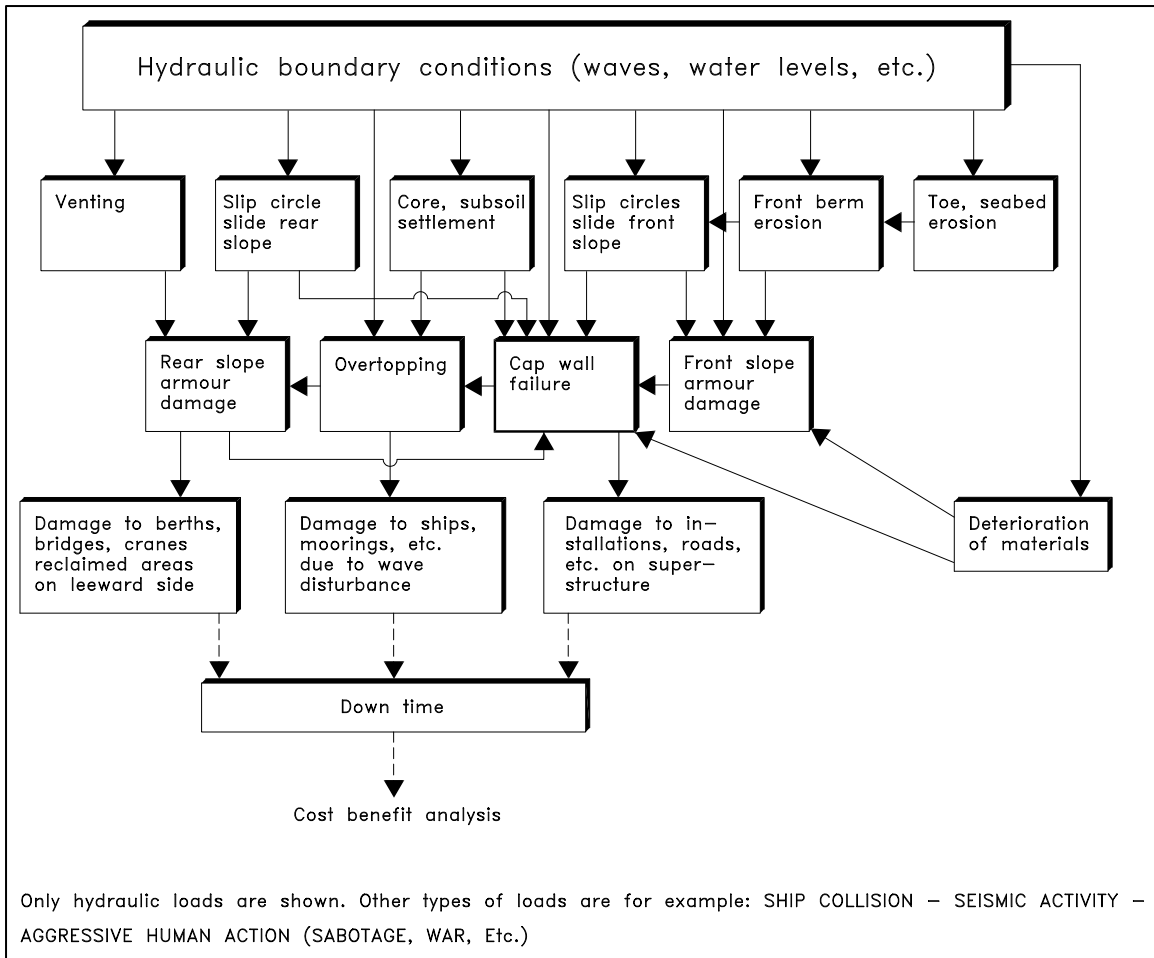 Hydraulic boundary conditions (waves, water levels, etc.)
Venting
Slip circle
slide rear
slope
Core, subsoil
settlement
Slip circles
slide front
slope
Front berm
erosion
Toe, seabed
erosion
Rear slope
armour
damage
Overtopping
Cap wall
failure
Front slope
armour
damage
Damage to berths,
bridges, cranes
reclaimed areas
on leeward side
Damage to ships,
moorings, etc.
due to wave
disturbance
Damage to in–
stallations, roads,
etc. on super–
structure
Deterioration
of materials
Down time
Cost benefit analysis
Only hydraulic loads are shown. Other types of loads are for example: SHIP COLLISION – SEISMIC ACTIVITY –
AGGRESSIVE HUMAN ACTION (SABOTAGE, WAR, Etc.)